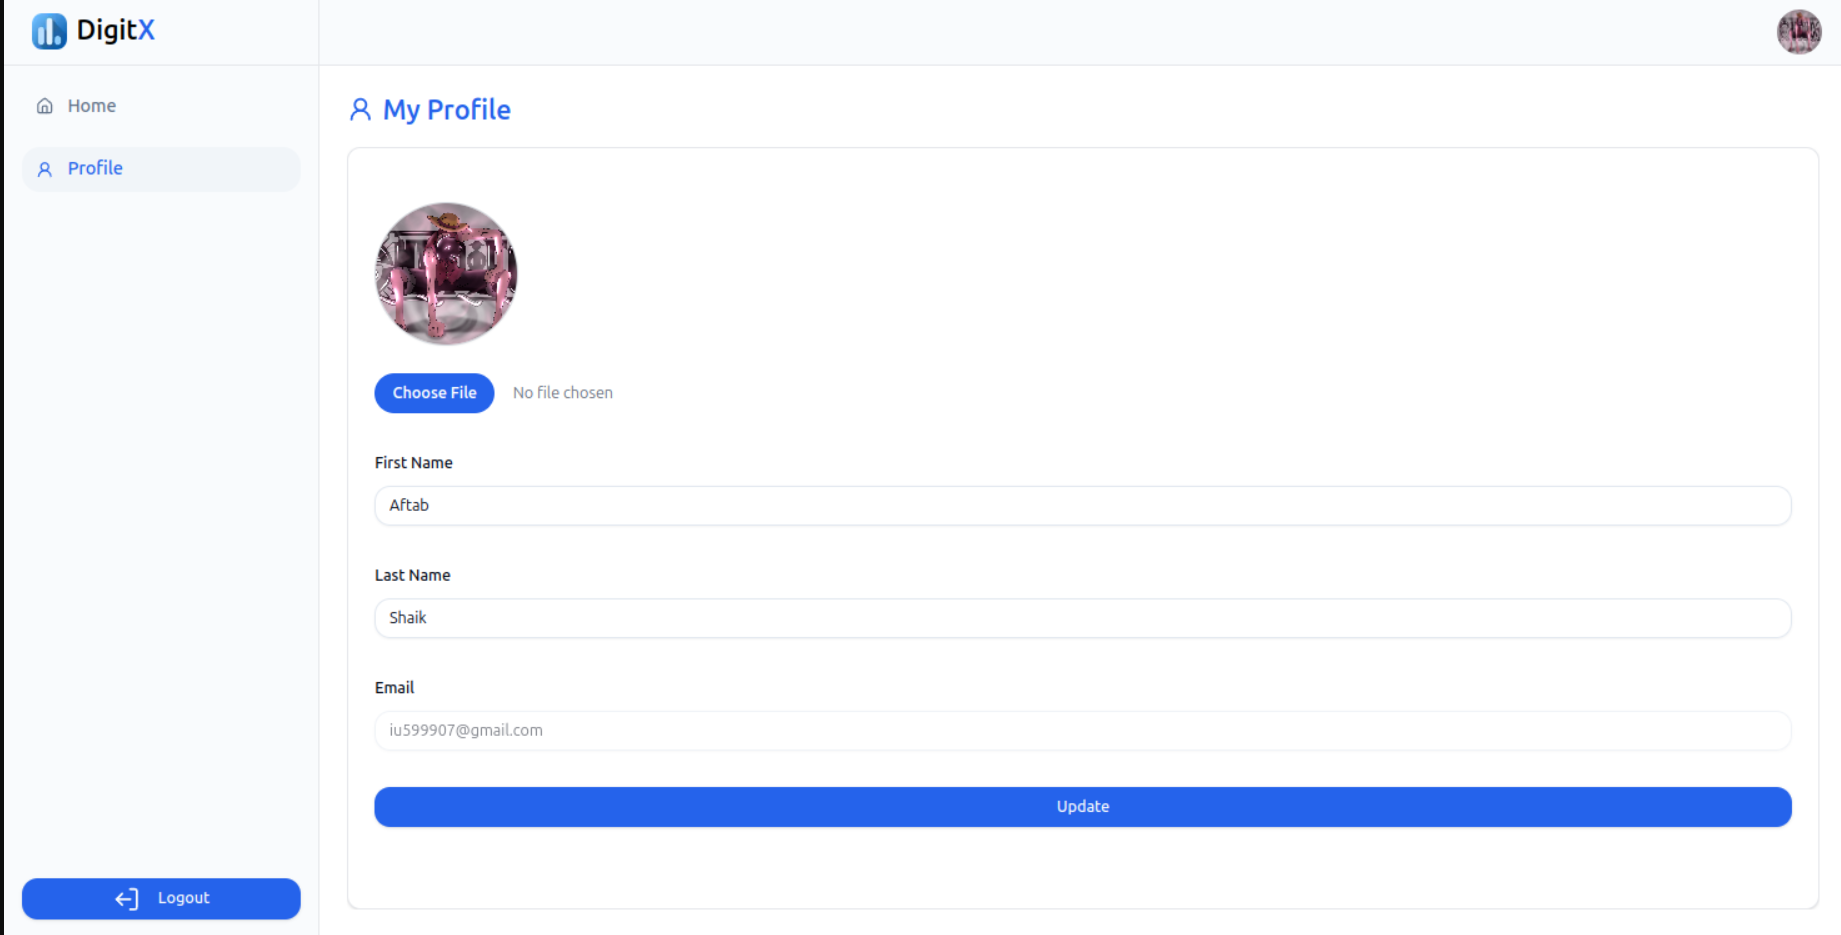 DigitX
Home
Profile
My Profile
Choose File No file chosen
First Name
Aftab
Last Name
Shaik
Email
iu599907@gmail.com
Update
Logout